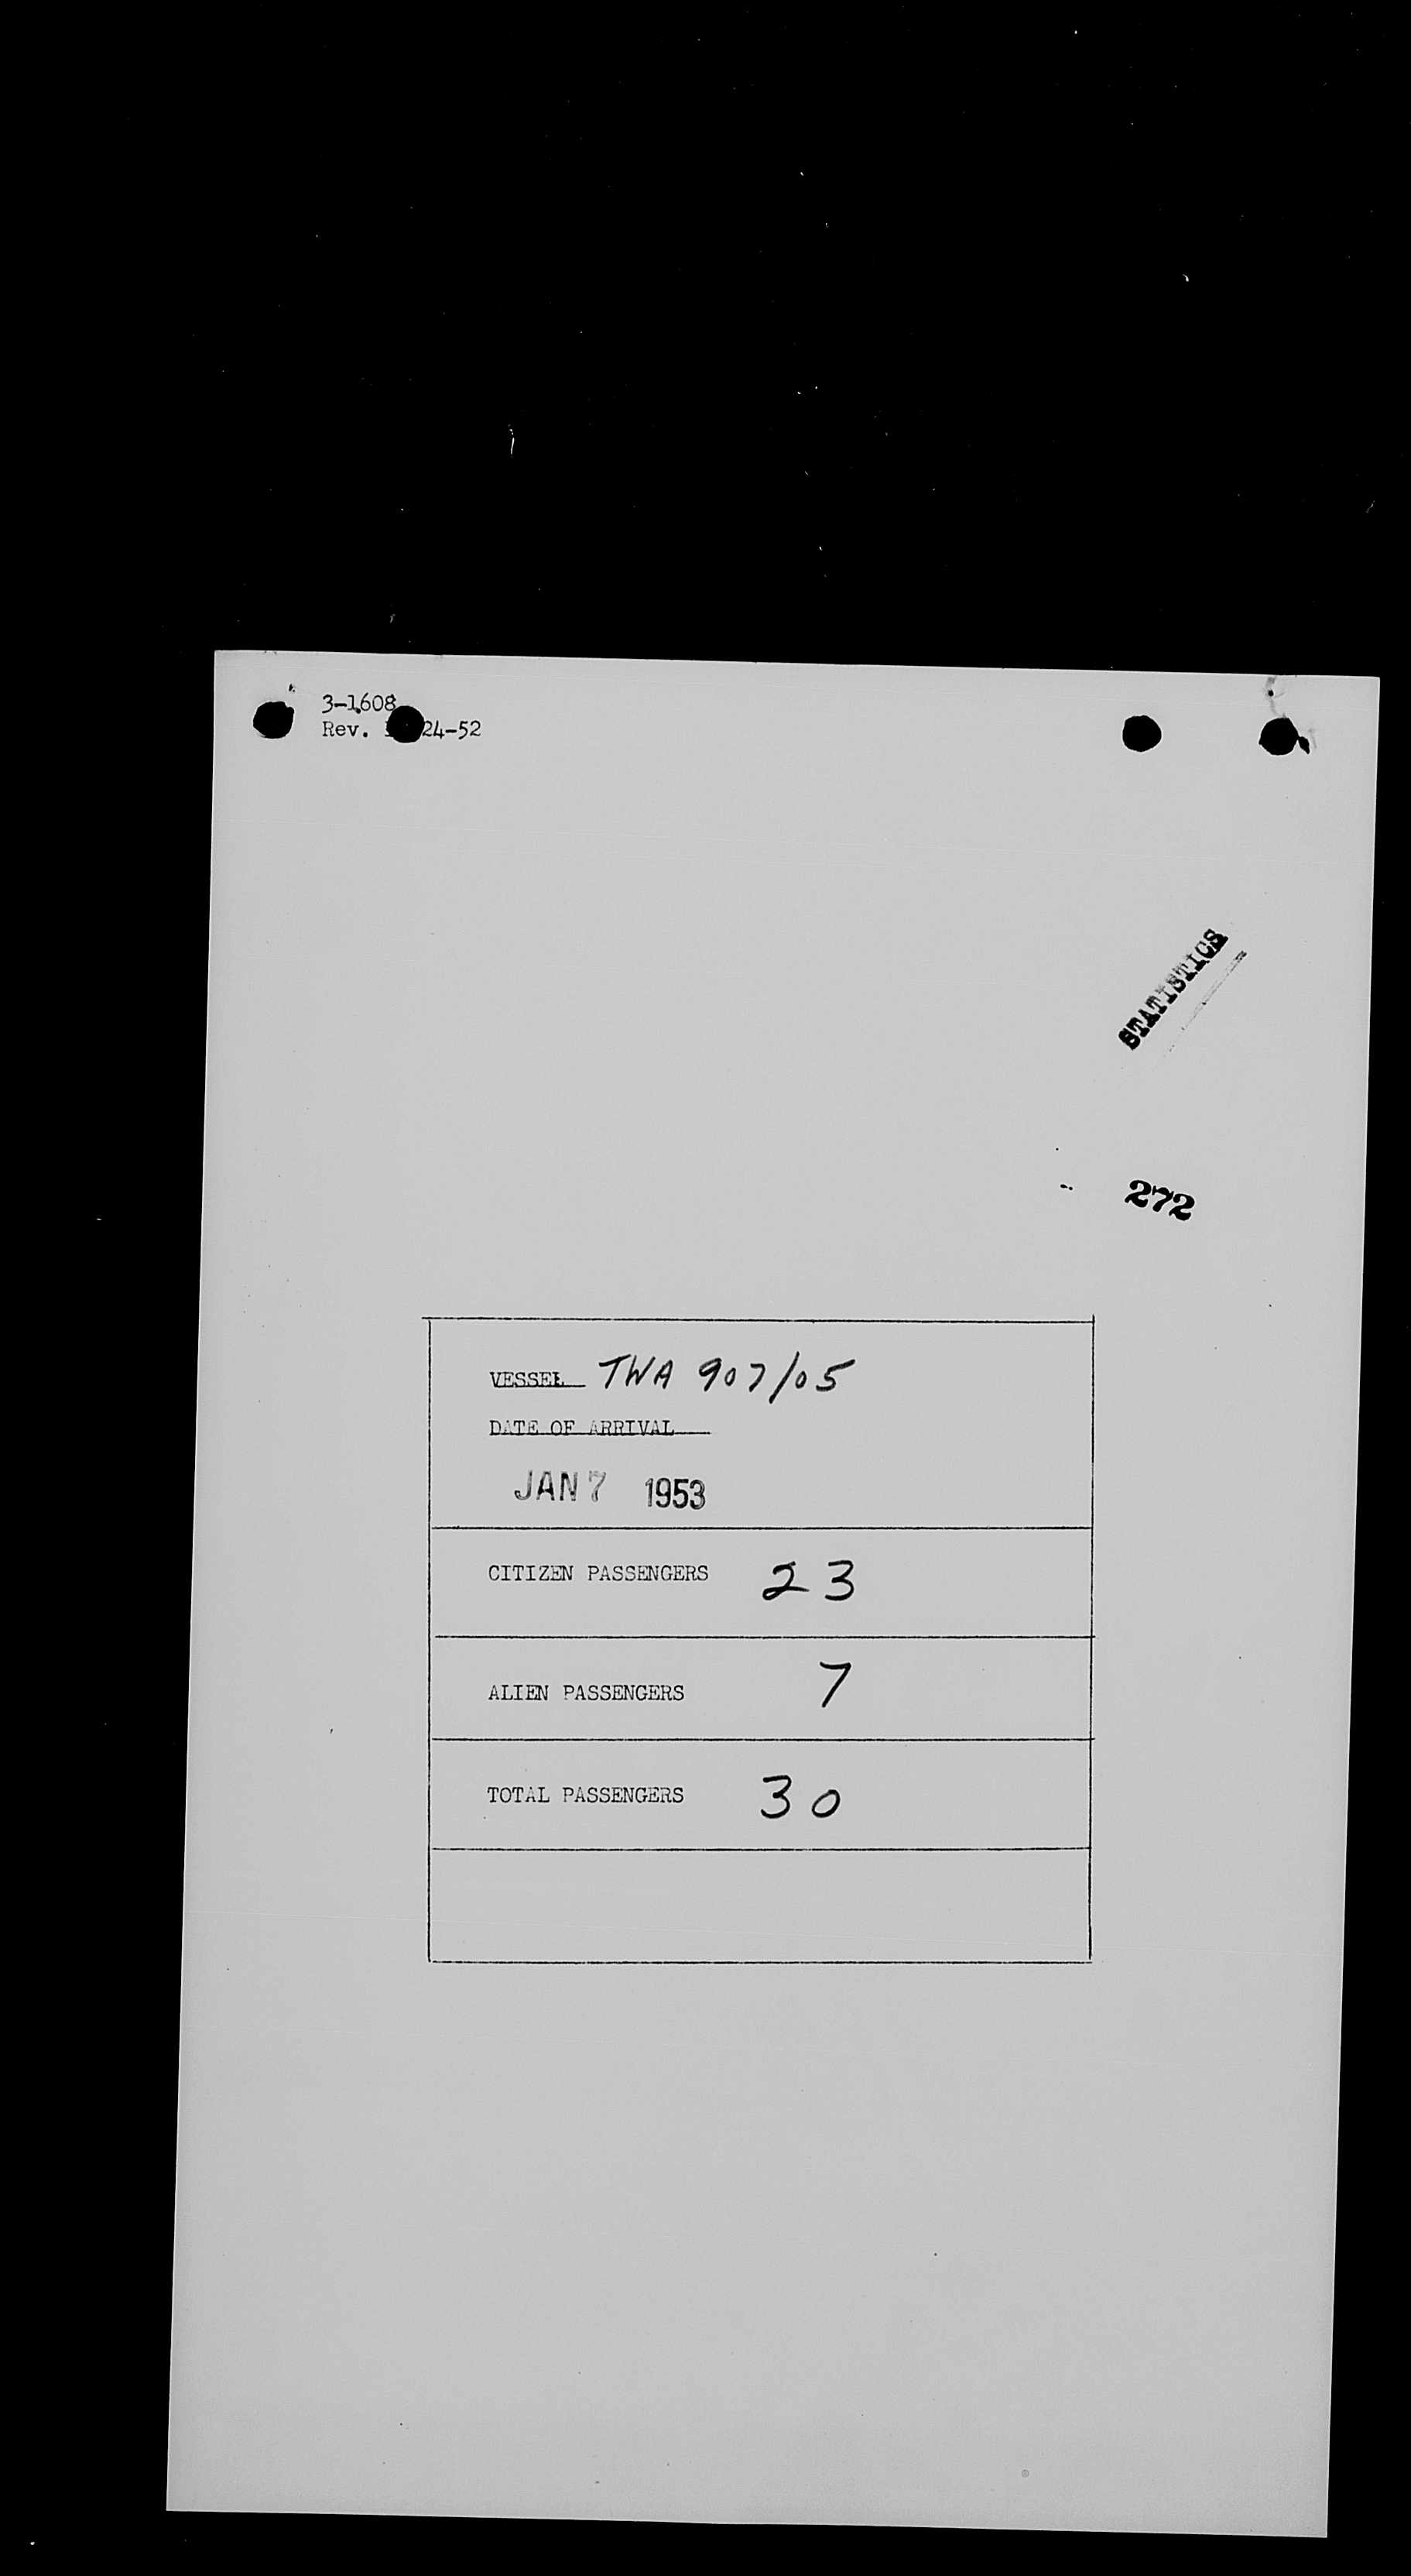 3-1608
Rev. 24-52
STATISTICS
272
VESSEL TWA 907/05
DATE OF ARRIVAL
JAN 7 1953
CITIZEN PASSENGERS 23
ALIEN PASSENGERS 7
TOTAL PASSENGERS 30